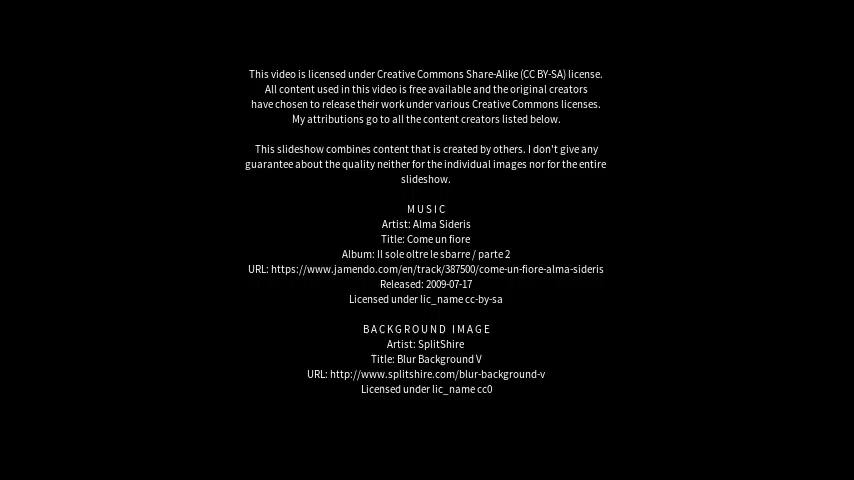 This video is licensed under Creative Commons Share-Alike (CC BY-SA) license.
All content used in this video is free available and the original creators
have chosen to release their work under various Creative Commons licenses.
My attributions go to all the content creators listed below.
This slideshow combines content that is created by others. I don't give any
guarantee about the quality neither for the individual images nor for the entire
slideshow.
MUSIC
Artist: Alma Sideris
Title: Come un fiore
Album: Il sole oltre le sbarre / parte 2
URL: https://www.jamendo.com/en/track/387500/come-un-fiore-alma-sideris
Released: 2009-07-17
Licensed under lic_name cc-by-sa
BACKGROUND IMAGE
Artist: SplitShire
Title: Blur Background V
URL: http://www.splitshire.com/blur-background-v
Licensed under lic_name cc0